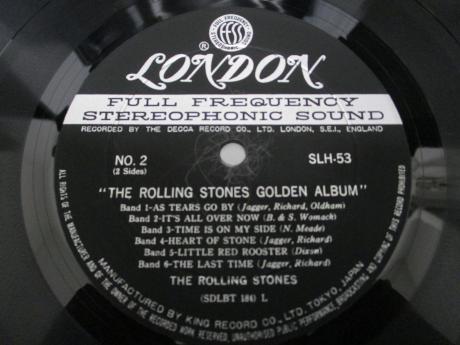 FULL FREQUENCY
ffss
®
LONDON
FULL FREQUENCY
STEREOPHONIC SOUND
RECORDED BY THE DECCA RECORD CO., LTD. LONDON, S.E.I., ENGLAND
NO. 2
(2 Sides)
SLH-53
"THE ROLLING STONES GOLDEN ALBUM"
Band 1-AS TEARS GO BY (Jagger, Richard, Oldham)
Band 2-IT'S ALL OVER NOW (B. & S. Womack)
Band 3-TIME IS ON MY SIDE (N. Meade)
Band 4-HEART OF STONE (Jagger, Richard)
Band 5-LITTLE RED ROOSTER (Dixon)
Band 6-THE LAST TIME (Jagger, Richard)
THE ROLLING STONES
(SDLBT 184) L
MANUFACTURED BY KING RECORD CO., LTD. TOKYO, JAPAN
ALL RIGHTS OF THE MANUFACTURER AND OF THE OWNER OF THE RECORDED WORK RESERVED. UNAUTHORISED PUBLIC PERFORMANCE, BROADCASTING AND COPYING OF THIS RECORD PROHIBITED